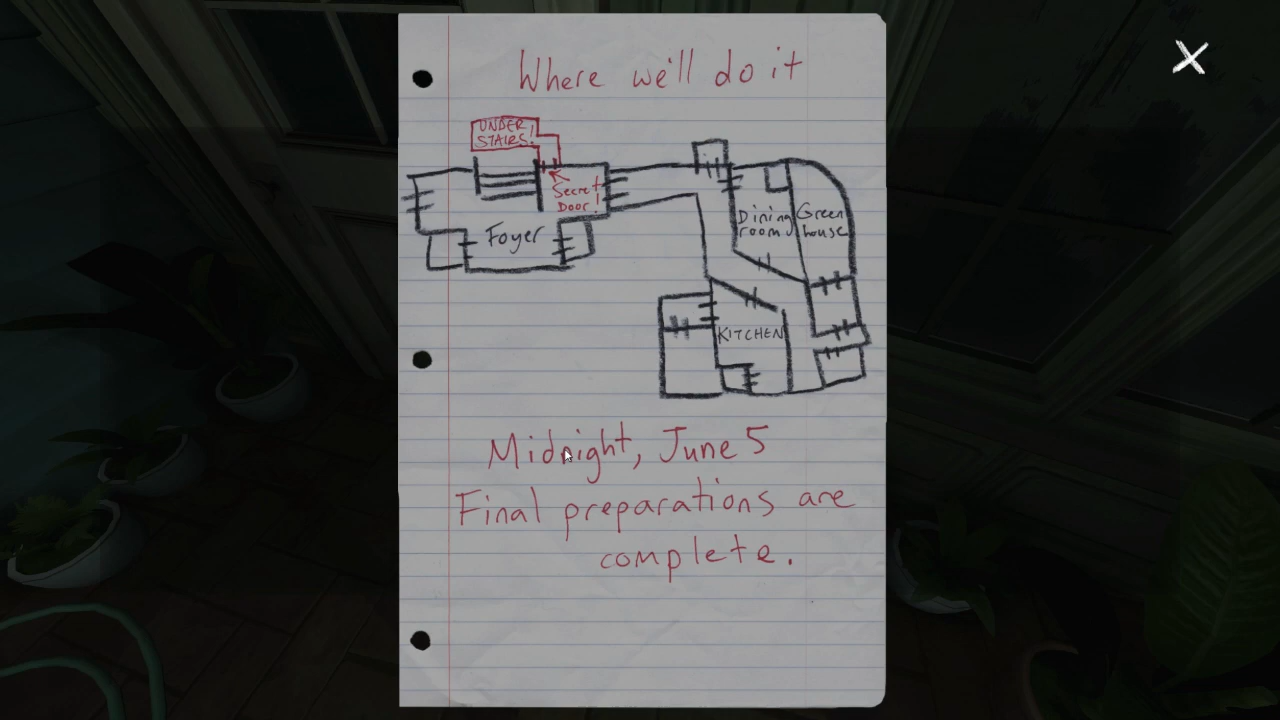 Where we'll do it
UNDER
STAIRS!
Secret
Door!
Foyer
Dining
room
Green
house
KITCHEN
Midnight, June 5
Final preparations are
complete.